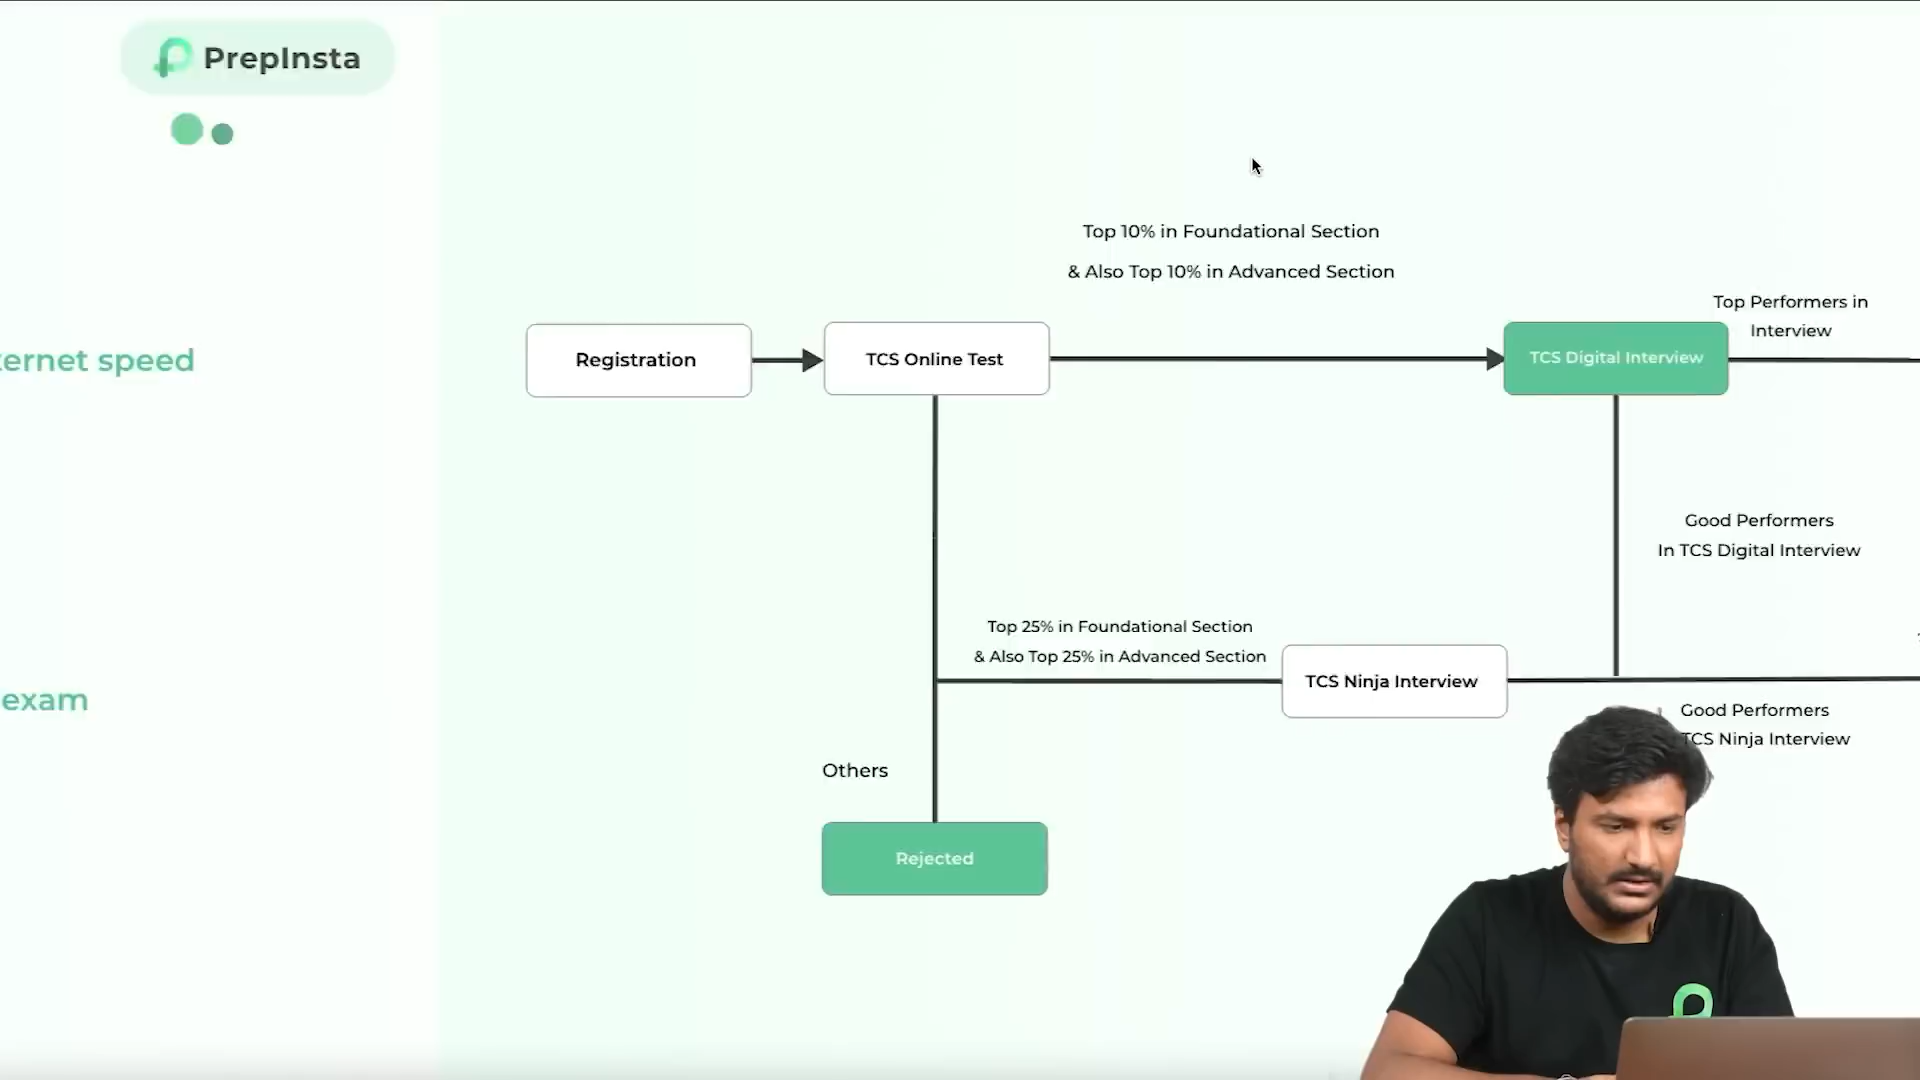 PrepInsta
Top 10% in Foundational Section
& Also Top 10% in Advanced Section
Top Performers in
Interview
Registration
TCS Online Test
TCS Digital Interview
ternet speed
Good Performers
In TCS Digital Interview
Top 25% in Foundational Section
& Also Top 25% in Advanced Section
TCS Ninja Interview
exam
Good Performers
TCS Ninja Interview
Others
Rejected